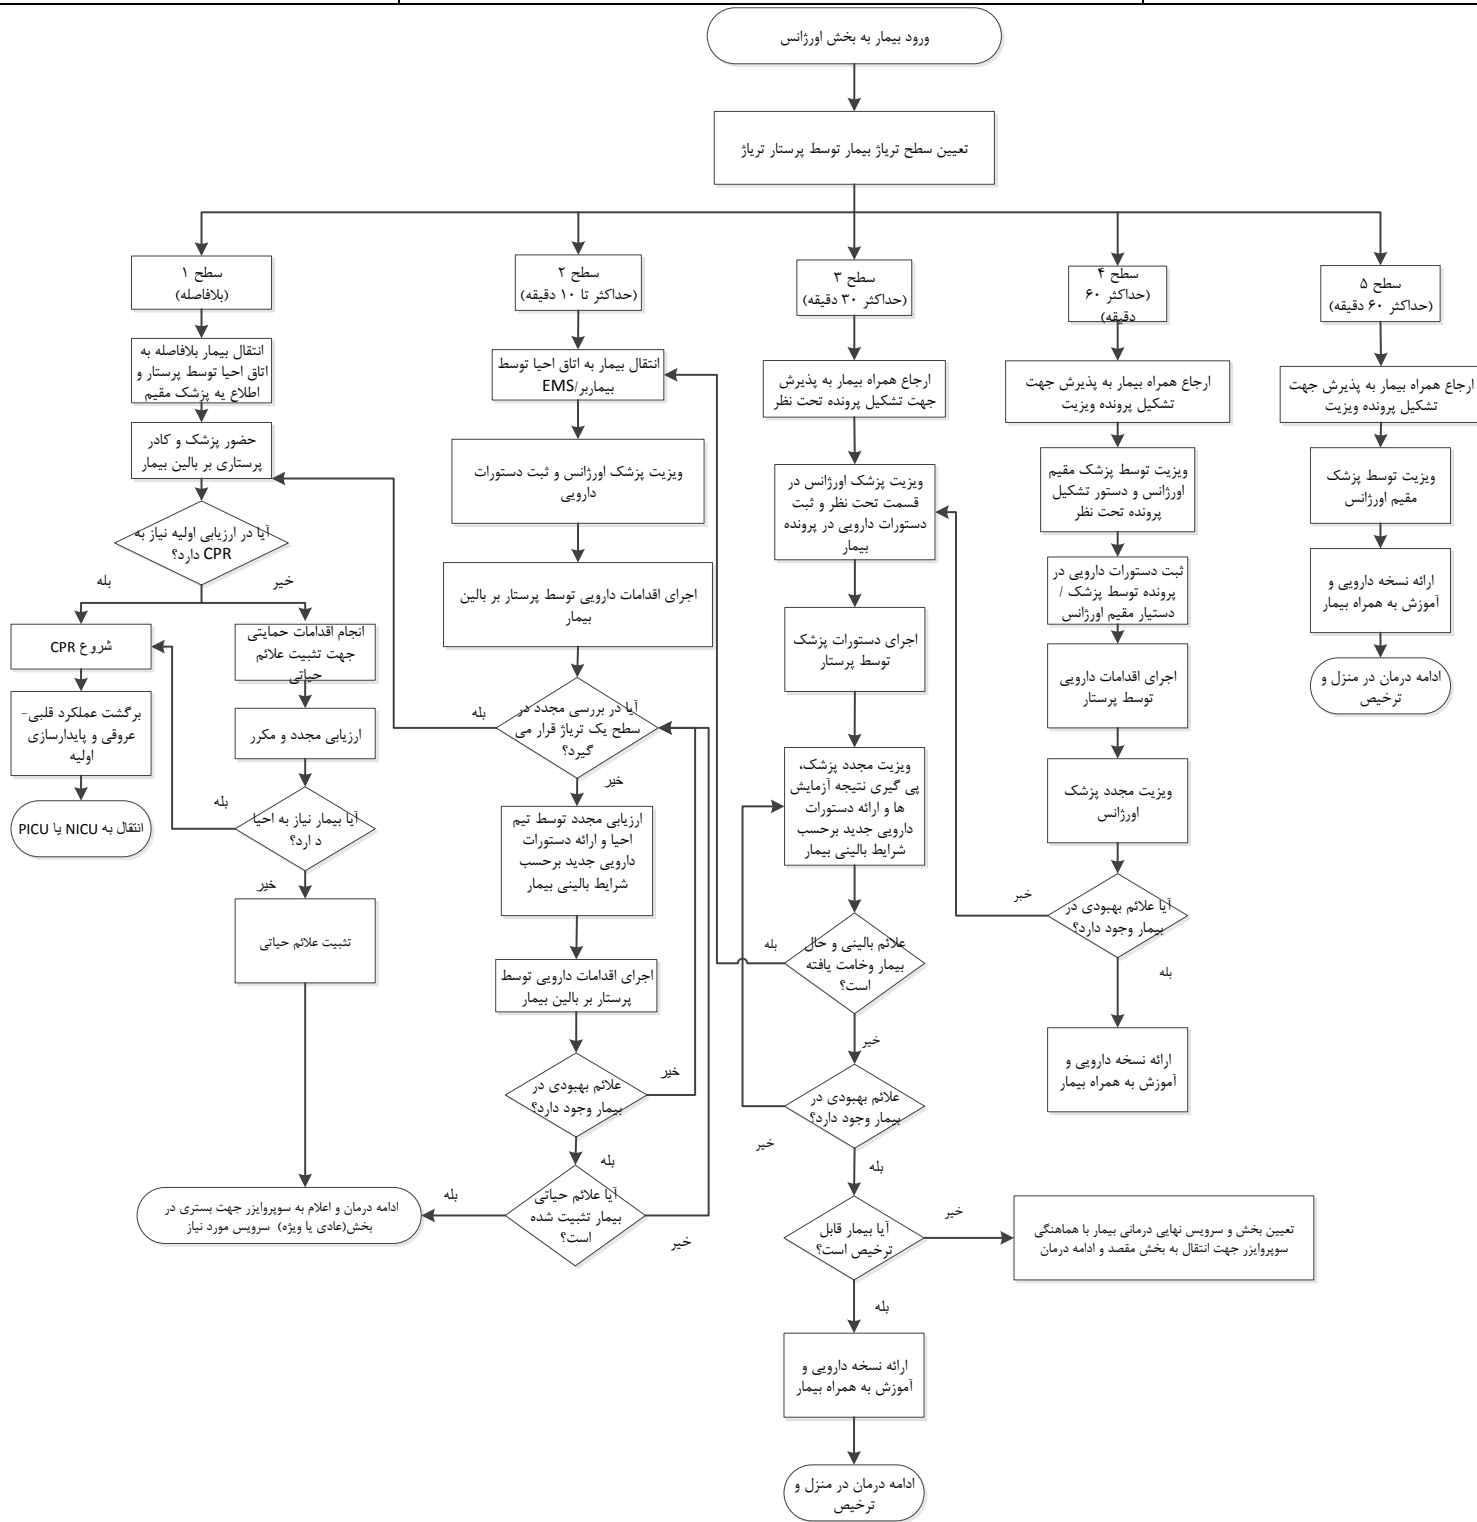 ورود بیمار به بخش اورژانس
تعیین سطح تریاژ بیمار توسط پرستار تریاژ
سطح ۱
(بلافاصله)
انتقال بیمار بلافاصله به
اتاق احیا توسط پرستار و
اطلاع یه پزشک مقیم
حضور پزشک و کادر
پرستاری بر بالین بیمار
آیا در ارزیابی اولیه نیاز به
CPR دارد؟
بله
خیر
شروع CPR
برگشت عملکرد قلبی-
عروقی و پایدارسازی
اولیه
انتقال به NICU یا PICU
انجام اقدامات حمایتی
جهت تثبیت علائم
حیاتی
ارزیابی مجدد و مکرر
آیا بیمار نیاز به احیا
د ارد؟
بله
خیر
تثبیت علائم حیاتی
ادامه درمان و اعلام به سوپروایزر جهت بستری در
بخش(عادی یا ویژه) سرویس مورد نیاز
سطح ۲
(حداکثر تا ۱۰ دقیقه)
انتقال بیمار به اتاق احیا توسط
بیماربر/EMS
ویزیت پزشک اورژانس و ثبت دستورات
دارویی
اجرای اقدامات دارویی توسط پرستار بر بالین
بیمار
آیا در بررسی مجدد در
سطح یک تریاژ قرار می
گیرد؟
بله
خیر
ارزیابی مجدد توسط تیم
احیا و ارائه دستورات
دارویی جدید برحسب
شرایط بالینی بیمار
اجرای اقدامات دارویی توسط
پرستار بر بالین بیمار
علائم بهبودی در
بیمار وجود دارد؟
خیر
بله
آیا علائم حیاتی
بیمار تثبیت شده
است؟
بله
خیر
سطح ۳
(حداکثر ۳۰ دقیقه)
ارجاع همراه بیمار به پذیرش
جهت تشکیل پرونده تحت نظر
ویزیت پزشک اورژانس در
قسمت تحت نظر و ثبت
دستورات دارویی در پرونده
بیمار
اجرای دستورات پزشک
توسط پرستار
ویزیت مجدد پزشک،
پی گیری نتیجه آزمایش
ها و ارائه دستورات
دارویی جدید برحسب
شرایط بالینی بیمار
علائم بالینی و حال
بیمار وخامت یافته
است؟
بله
خیر
علائم بهبودی در
بیمار وجود دارد؟
خیر
بله
آیا بیمار قابل
ترخیص است؟
خیر
بله
تعیین بخش و سرویس نهایی درمانی بیمار با هماهنگی
سوپروایزر جهت انتقال به بخش مقصد و ادامه درمان
ارائه نسخه دارویی و
آموزش به همراه بیمار
ادامه درمان در منزل و
ترخیص
سطح ۴
(حداکثر ۶۰
دقیقه)
ارجاع همراه بیمار به پذیرش جهت
تشکیل پرونده ویزیت
ویزیت توسط پزشک مقیم
اورژانس و دستور تشکیل
پرونده تحت نظر
ثبت دستورات دارویی در
پرونده توسط پزشک /
دستیار مقیم اورژانس
اجرای اقدامات دارویی
توسط پرستار
ویزیت مجدد پزشک
اورژانس
آیا علائم بهبودی در
بیمار وجود دارد؟
خبر
بله
ارائه نسخه دارویی و
آموزش به همراه بیمار
سطح ۵
(حداکثر ۶۰ دقیقه)
ارجاع همراه بیمار به پذیرش جهت
تشکیل پرونده ویزیت
ویزیت توسط پزشک
مقیم اورژانس
ارائه نسخه دارویی و
آموزش به همراه بیمار
ادامه درمان در منزل و
ترخیص